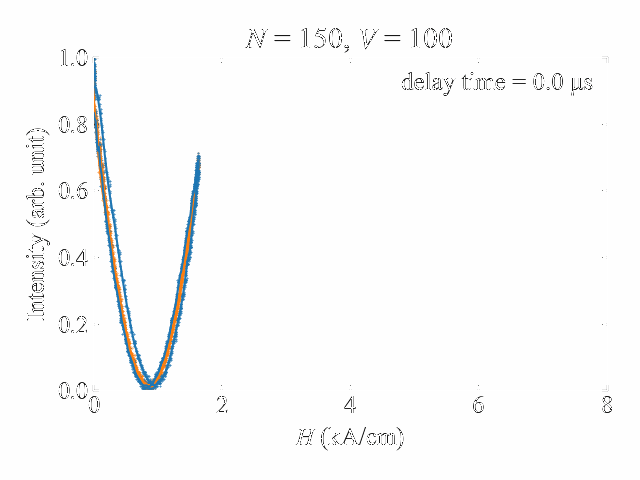 N = 150, V = 100
delay time = 0.0 μs
Intensity (arb. unit)
1.0
0.8
0.6
0.4
0.2
0.0
0 2 4 6 8
H (kA/cm)